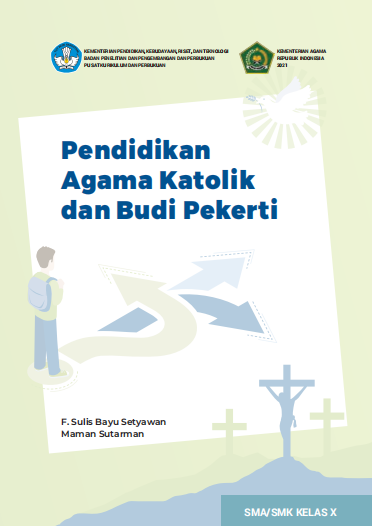 KEMENTERIAN PENDIDIKAN, KEBUDAYAAN, RISET, DAN TEKNOLOGI
BADAN PENELITIAN DAN PENGEMBANGAN DAN PERBUKUAN
PUSAT KURIKULUM DAN PERBUKUAN
KEMENTERIAN AGAMA
REPUBLIK INDONESIA
2021
Pendidikan
Agama Katolik
dan Budi Pekerti
F. Sulis Bayu Setyawan
Maman Sutarman
SMA/SMK KELAS X